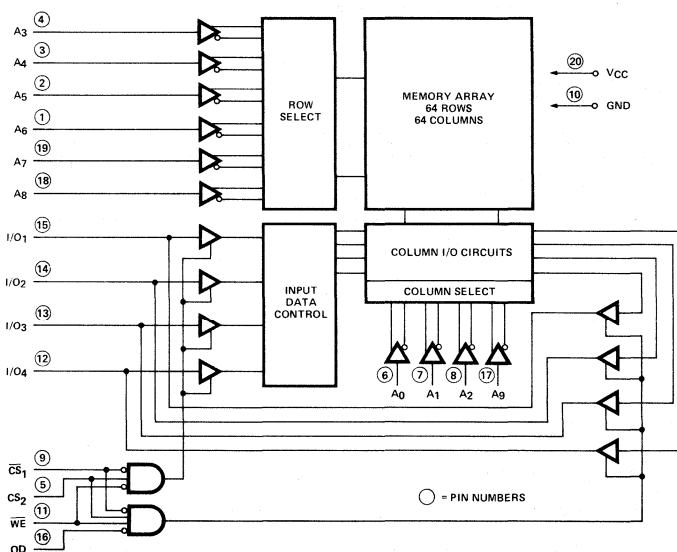 4
A3
3
A4
2
A5
1
A6
19
A7
18
A8
ROW
SELECT
MEMORY ARRAY
64 ROWS
64 COLUMNS
20
VCC
10
GND
15
I/O1
14
I/O2
13
I/O3
12
I/O4
INPUT
DATA
CONTROL
COLUMN I/O CIRCUITS
COLUMN SELECT
6 7 8 17
A0 A1 A2 A9
9
CS1
5
CS2
11
WE
16
OD
= PIN NUMBERS